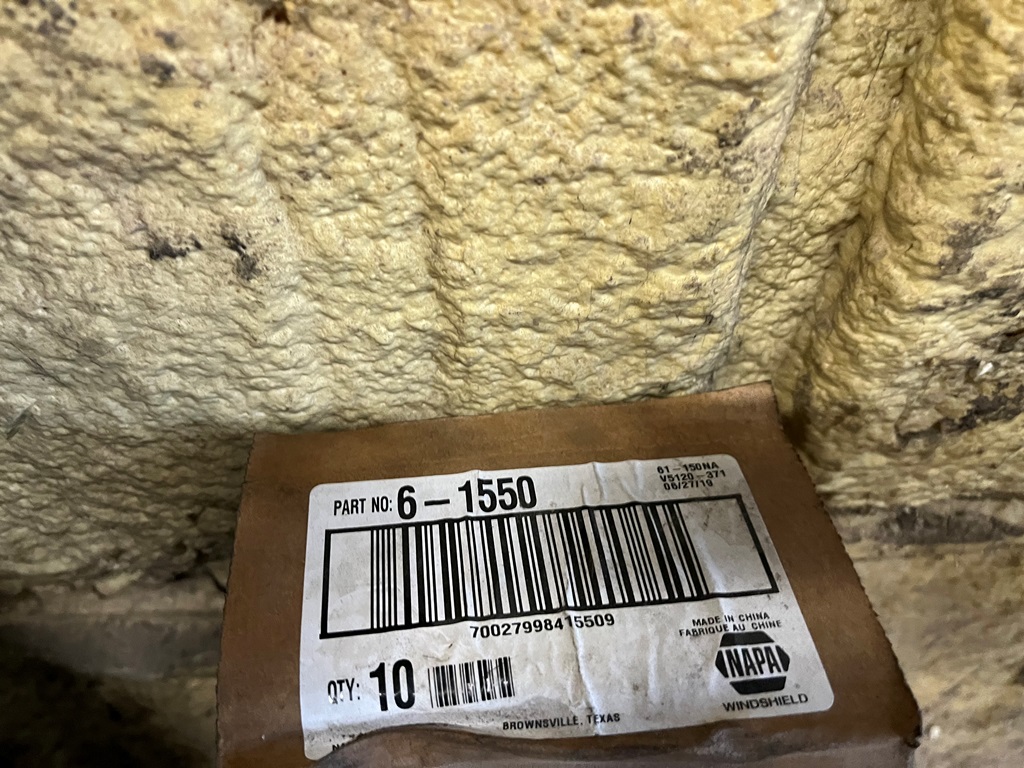 PART NO: 6-1550
61-150NA
V5120-371
06/27/19
70027998415509
MADE IN CHINA
FABRIQUE AU CHINE
QTY: 10
NAPA
WINDSHIELD
BROWNSVILLE, TEXAS